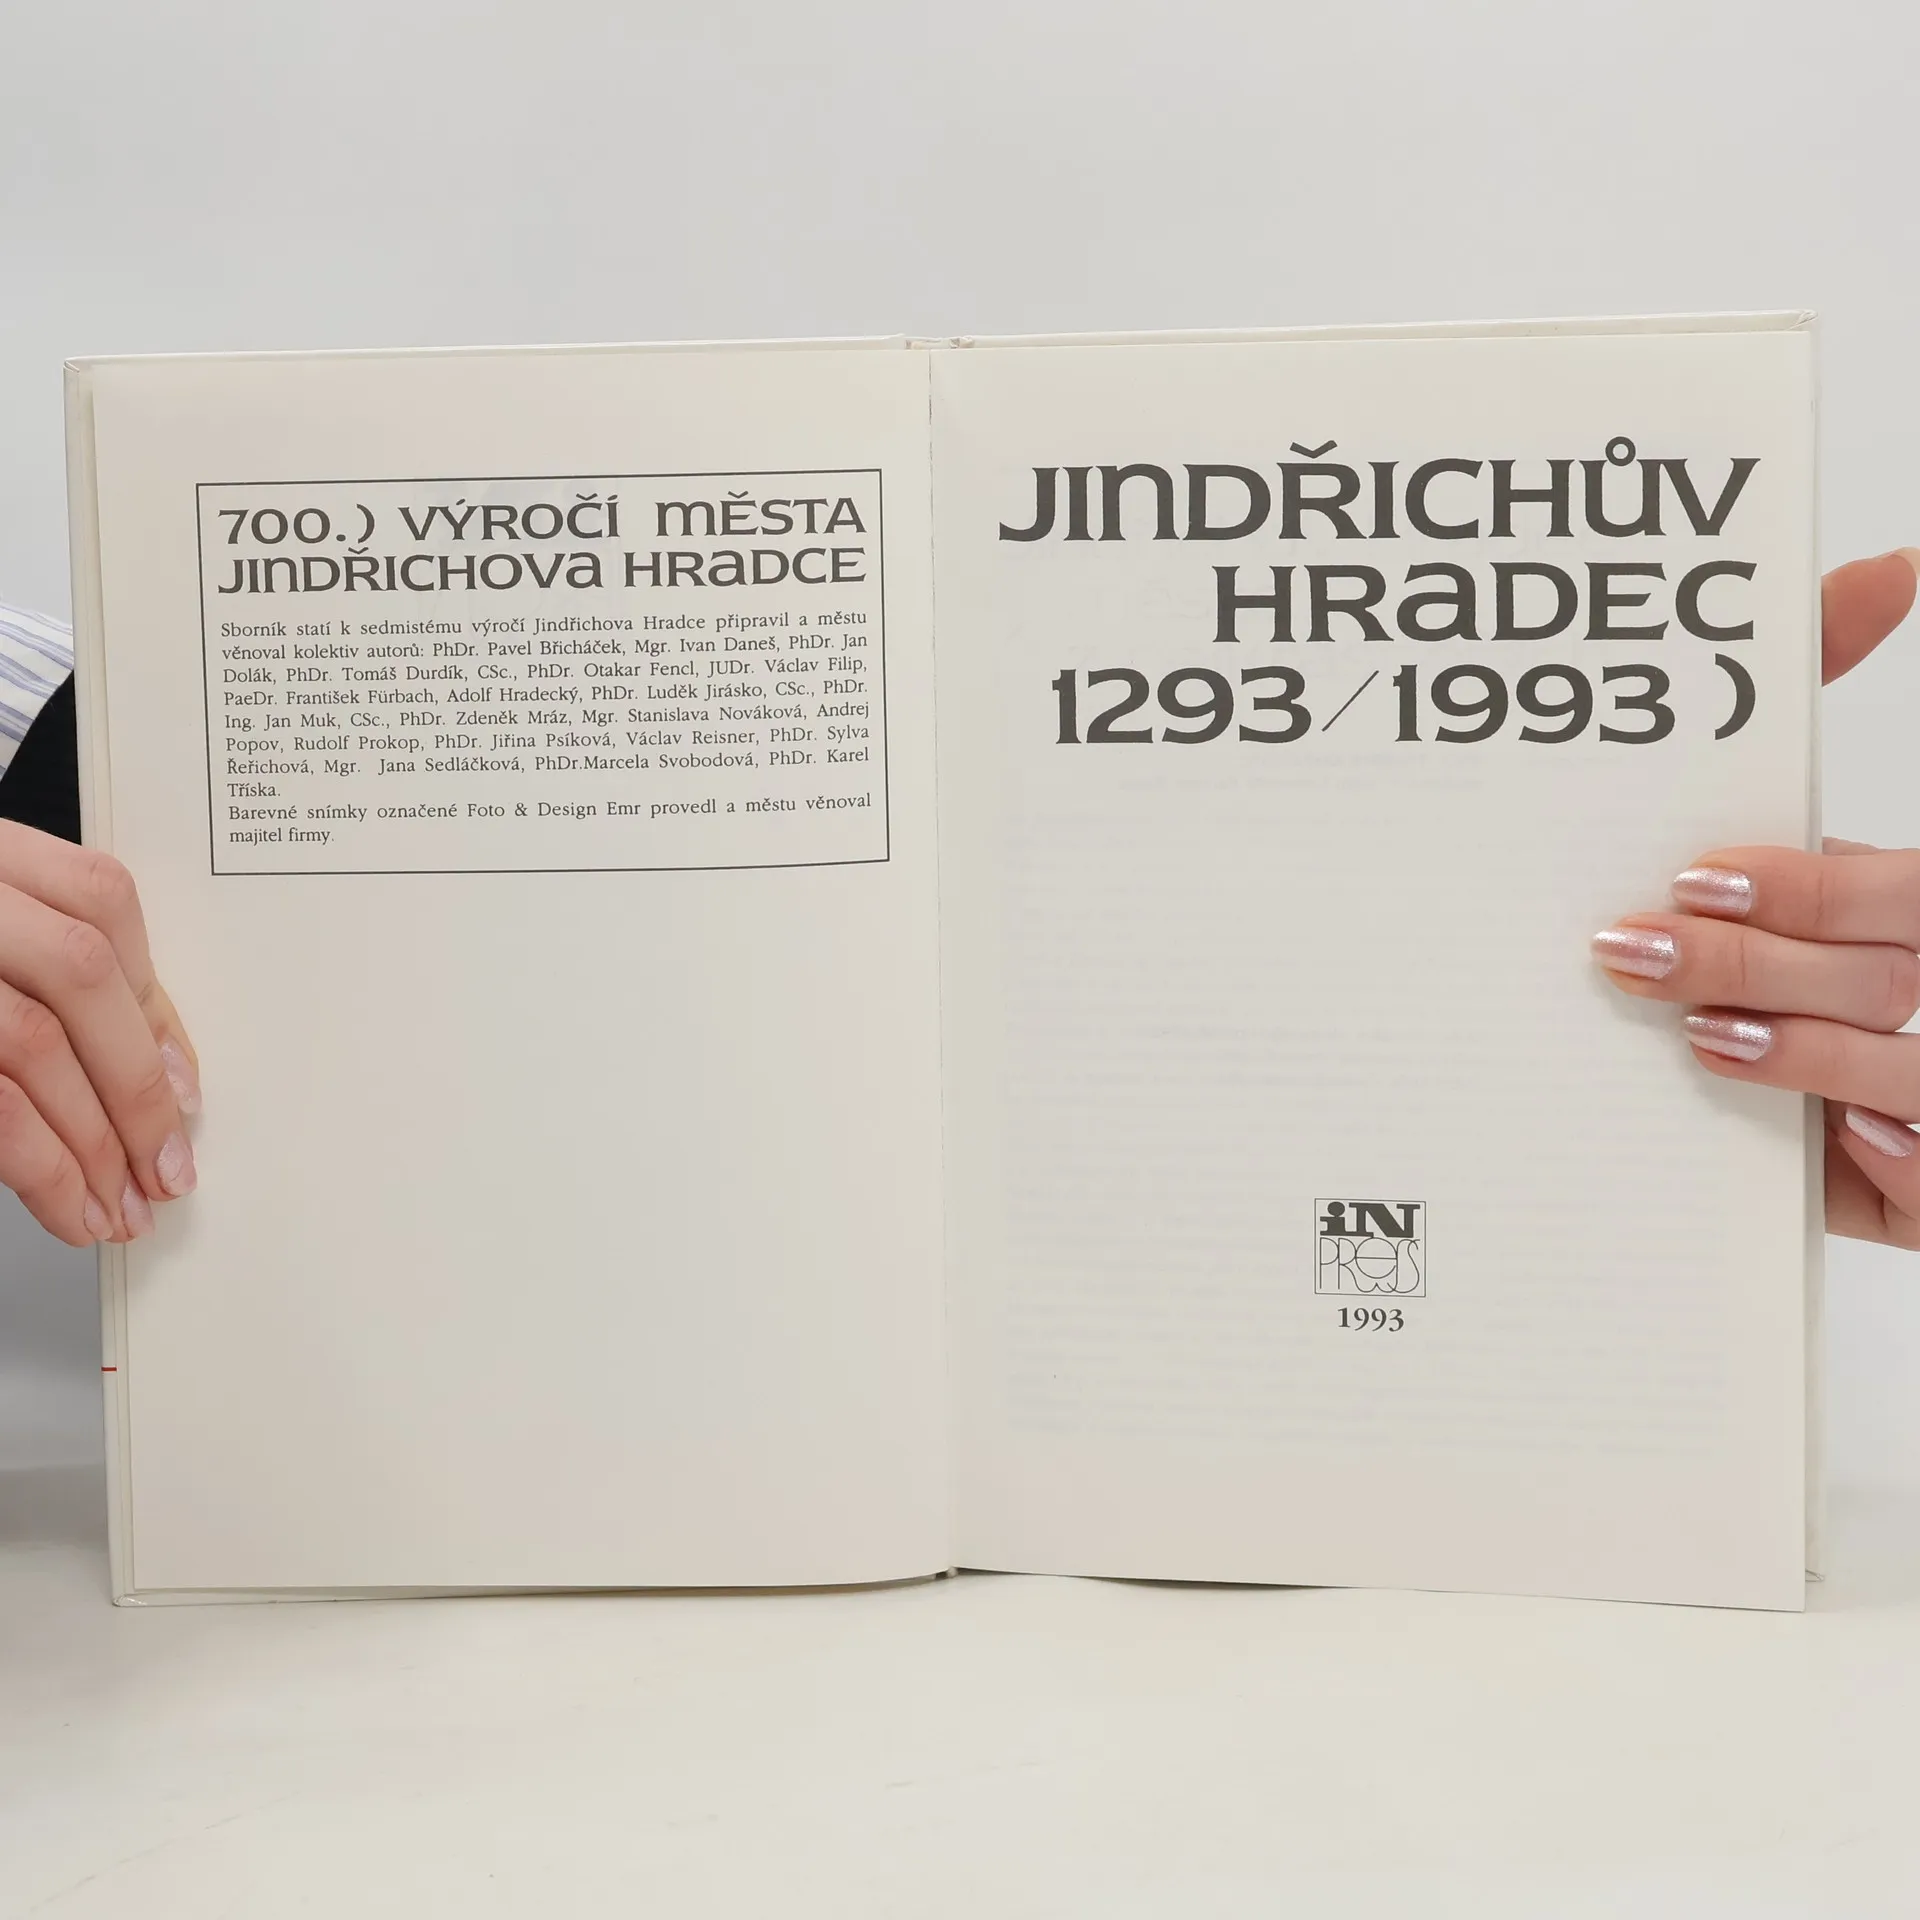 700.) VÝROČÍ MĚSTA
JINDŘICHOVA HRADCE
Sborník statí k sedmistému výročí Jindřichova Hradce připravil a městu
věnoval kolektiv autorů: PhDr. Pavel Břicháček, Mgr. Ivan Daneš, PhDr. Jan
Dolák, PhDr. Tomáš Durdík, CSc., PhDr. Otakar Fencl, JUDr. Václav Filip,
PaeDr. František Fürbach, Adolf Hradecký, PhDr. Luděk Jirásko, CSc., PhDr.
Ing. Jan Muk, CSc., PhDr. Zdeněk Mráz, Mgr. Stanislava Nováková, Andrej
Popov, Rudolf Prokop, PhDr. Jiřina Psíková, Václav Reisner, PhDr. Sylva
Řeřichová, Mgr. Jana Sedláčková, PhDr.Marcela Svobodová, PhDr. Karel
Tříska.
Barevné snímky označené Foto & Design Emr provedl a městu věnoval
majitel firmy.
JINDŘICHŮV
HRADEC
1293/1993)
iN
PRESS
1993